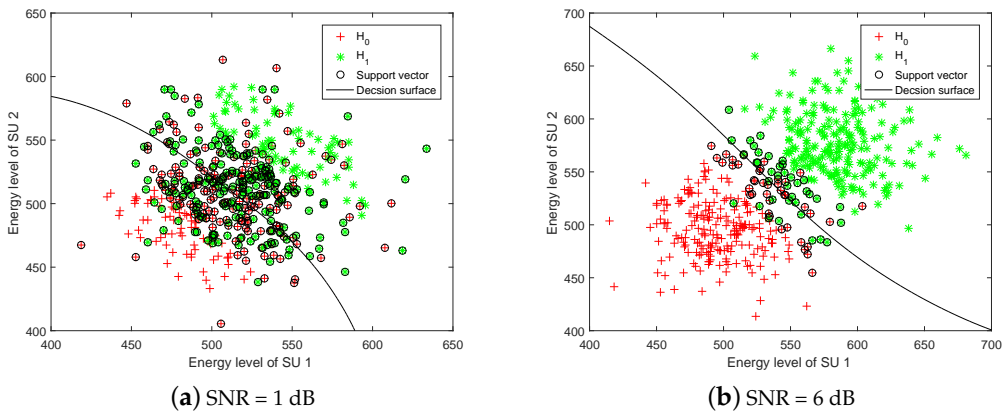 650
600
550
500
450
400
400
450
500
550
600
650
Energy level of SU 2
Energy level of SU 1
H0
H1
Support vector
Decsion surface
(a) SNR = 1 dB
700
650
600
550
500
450
400
400
450
500
550
600
650
700
Energy level of SU 2
Energy level of SU 1
H0
H1
Support vector
Decsion surface
(b) SNR = 6 dB